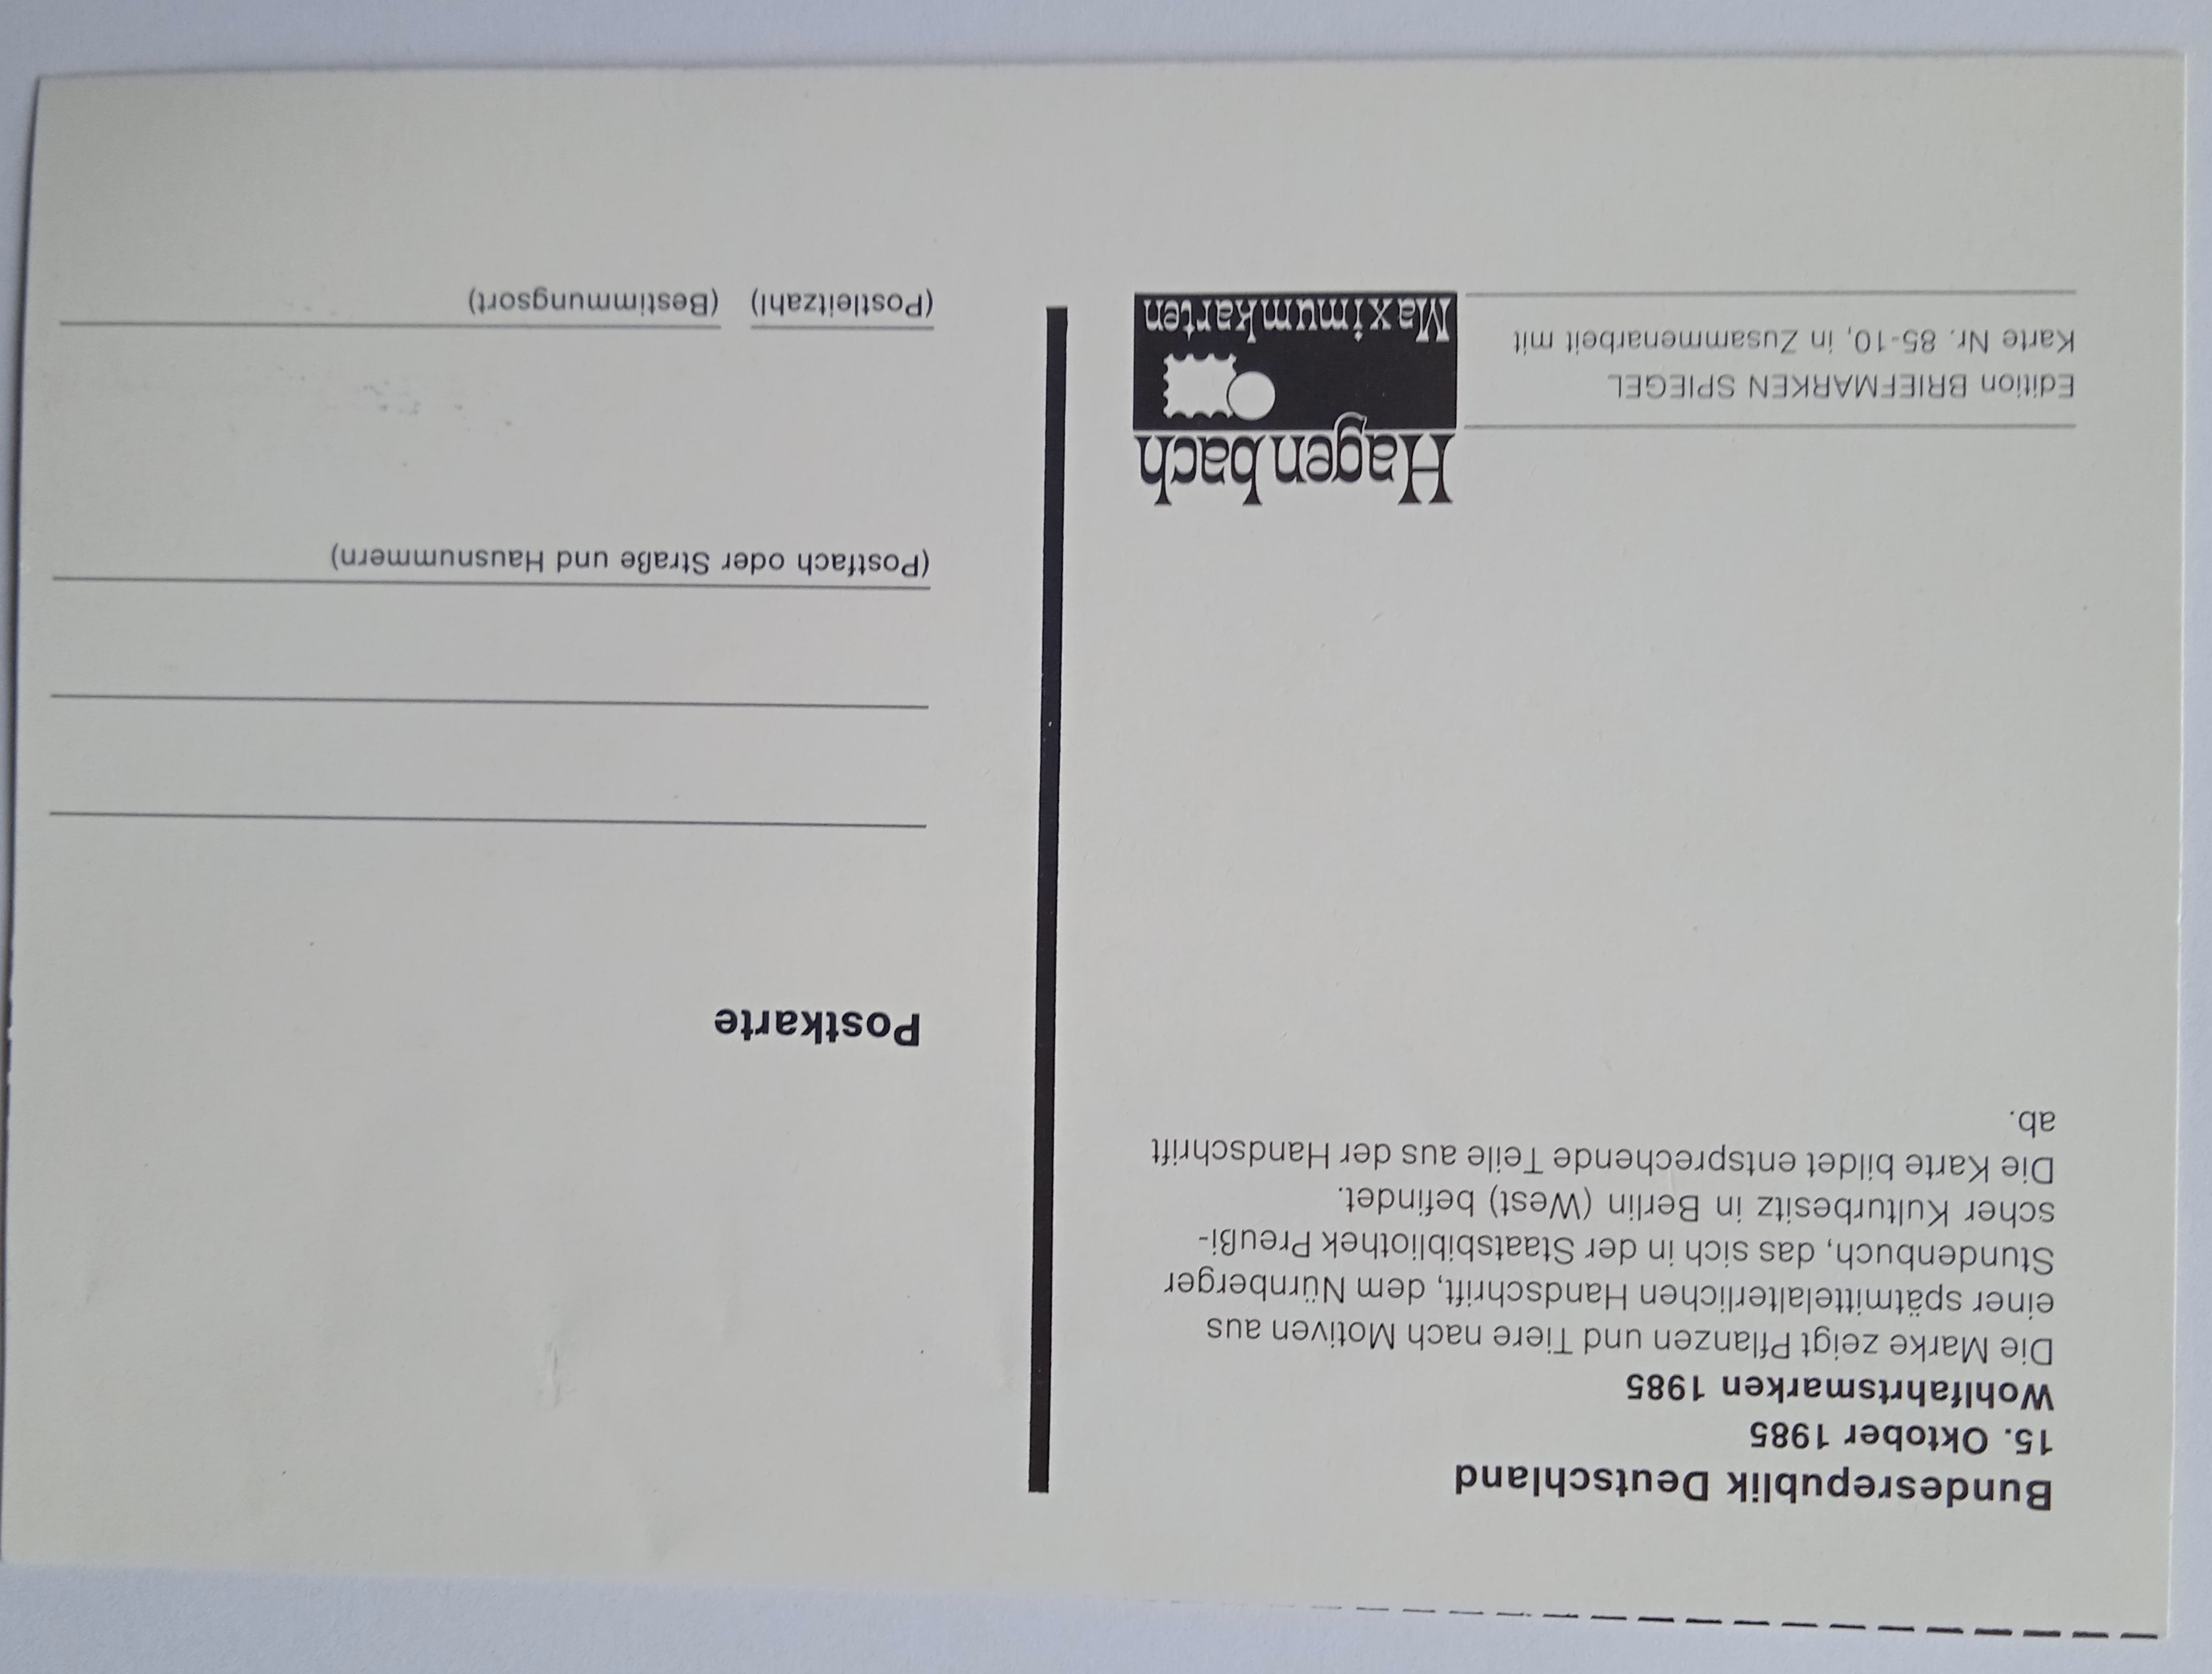 Bundesrepublik Deutschland
15. Oktober 1985
Wohlfahrtsmarken 1985
Die Marke zeigt Pflanzen und Tiere nach Motiven aus
einer spätmittelalterlichen Handschrift, dem Nürnberger
Stundenbuch, das sich in der Staatsbibliothek Preußi-
scher Kulturbesitz in Berlin (West) befindet.
Die Karte bildet entsprechende Teile aus der Handschrift
ab.
Edition BRIEFMARKEN SPIEGEL
Karte Nr. 85-10, in Zusammenarbeit mit
Hagenbach
Maximumkarten
Postkarte
(Postfach oder Straße und Hausnummern)
(Postleitzahl) (Bestimmungsort)